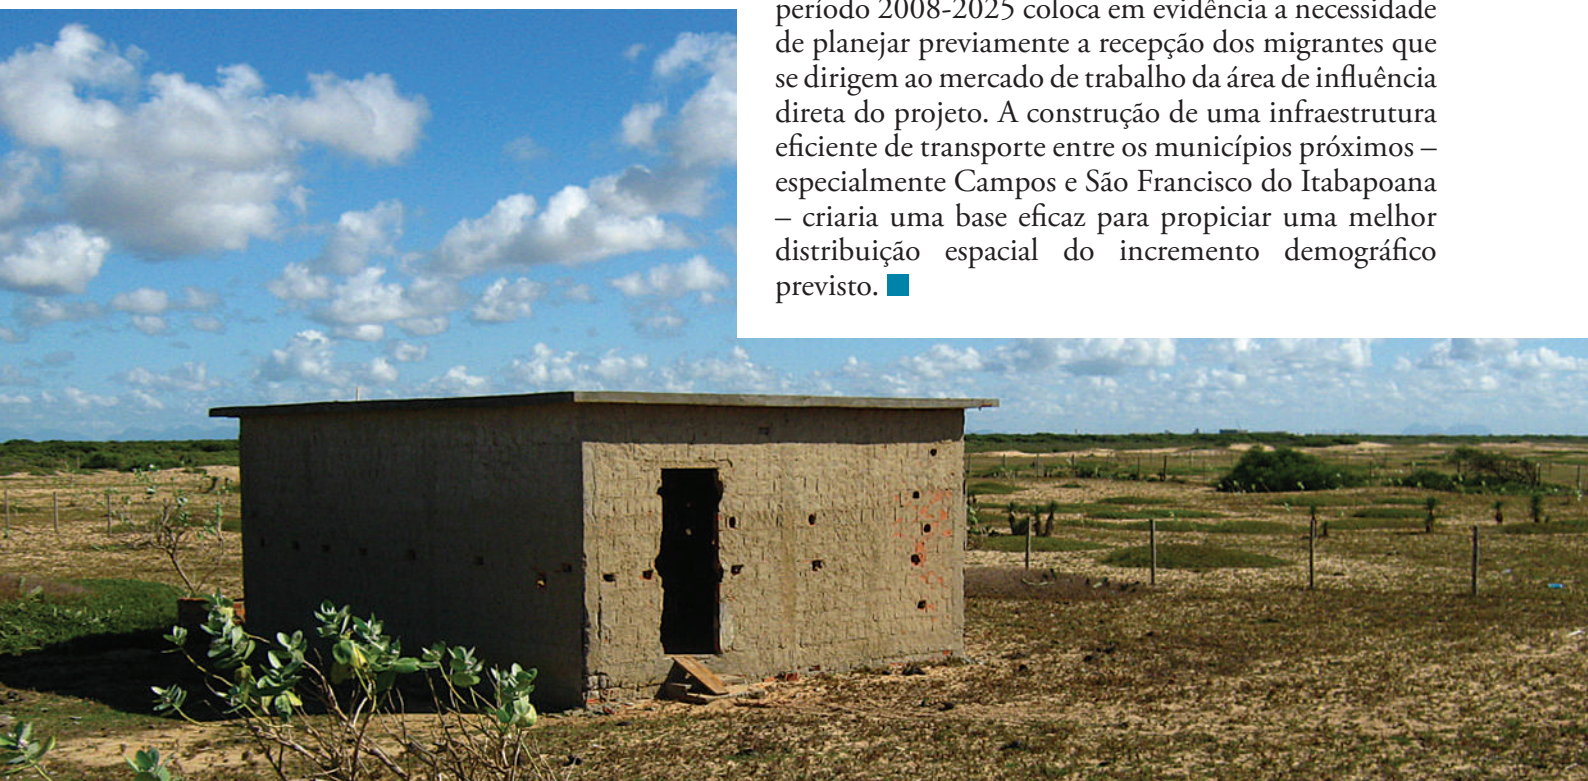 período 2008-2025 coloca em evidência a necessidade
de planejar previamente a recepção dos migrantes que
se dirigem ao mercado de trabalho da área de influência
direta do projeto. A construção de uma infraestrutura
eficiente de transporte entre os municípios próximos –
especialmente Campos e São Francisco do Itabapoana
– criaria uma base eficaz para propiciar uma melhor
distribuição espacial do incremento demográfico
previsto.